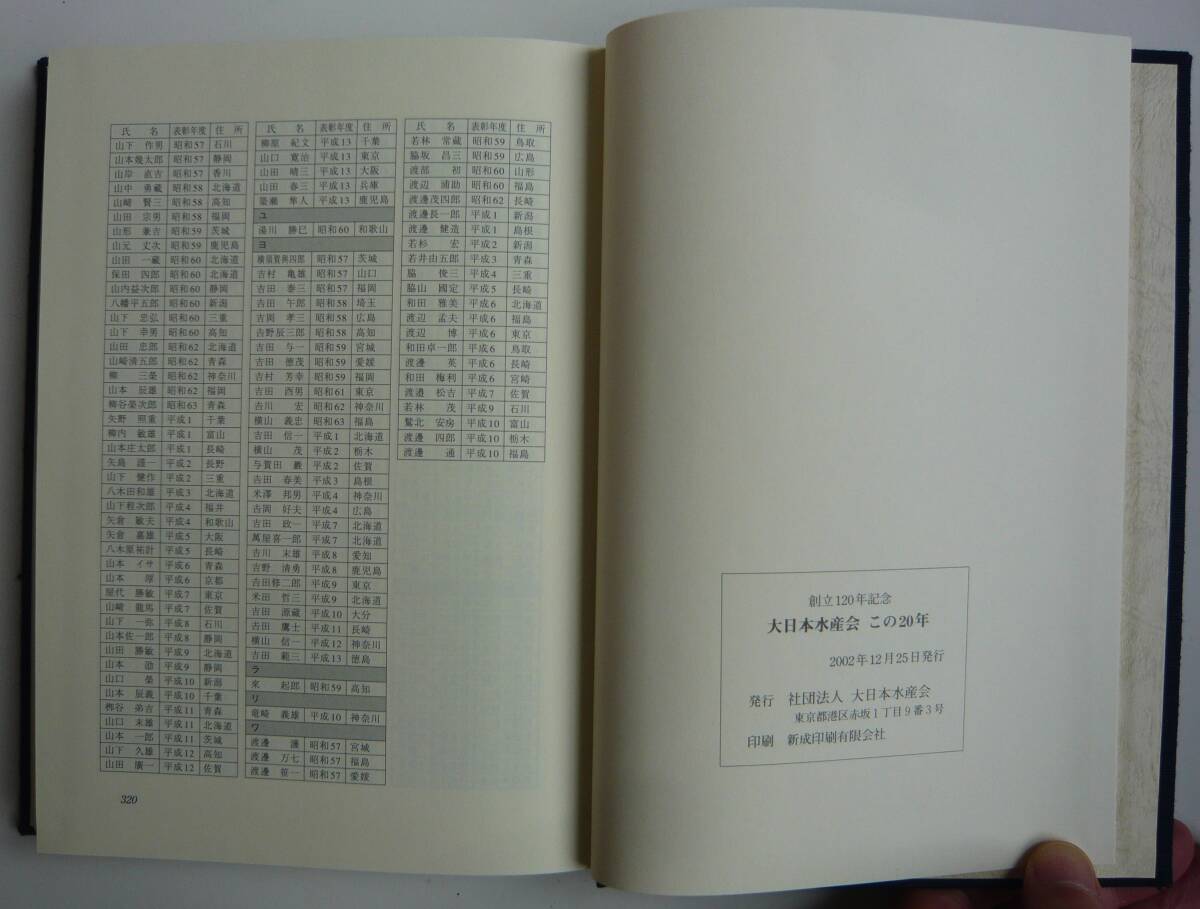 氏　名 表彰年度 住　所
山下　作男 昭和57 石川
山本幾太郎 昭和57 静岡
山岸　直吉 昭和57 香川
山中　勇蔵 昭和58 北海道
山﨑　賢三 昭和58 高知
山田　宗男 昭和58 福岡
山形　兼吉 昭和59 茨城
山元　丈次 昭和59 鹿児島
山田　一蔵 昭和60 北海道
保田　四郎 昭和60 北海道
山内益次郎 昭和60 静岡
八幡平五郎 昭和60 新潟
山下　忠弘 昭和60 三重
山下　幸男 昭和60 高知
山田　忠郎 昭和62 北海道
山崎清五郎 昭和62 青森
柳　　三榮 昭和62 神奈川
山本　辰雄 昭和62 福岡
柳谷榮次郎 昭和63 青森
矢野　照重 平成1 千葉
柳内　敏雄 平成1 富山
山本庄太郎 平成1 長崎
矢島　護一 平成2 長野
山下　健作 平成2 三重
八木田和雄 平成3 北海道
山下程次郎 平成4 福井
矢倉　敏夫 平成4 和歌山
矢倉　嘉雄 平成5 大阪
八木原祐計 平成5 長崎
山本　イサ 平成6 青森
山本　　原 平成6 京都
屋代　勝敏 平成7 東京
山﨑　龍馬 平成7 佐賀
山下　一弥 平成8 石川
山本佐一郎 平成8 静岡
山田　勝敏 平成9 北海道
山本　　渤 平成9 静岡
山口　　榮 平成10 新潟
山本　辰義 平成10 千葉
栁谷　弟吉 平成11 青森
山口　末雄 平成11 北海道
山本　一郎 平成11 茨城
山下　久雄 平成12 高知
山田　廣一 平成12 佐賀
320
氏　名 表彰年度 住　所
柳原　紀文 平成13 千葉
山口　寛治 平成13 東京
山田　晴三 平成13 大阪
山田　春三 平成13 兵庫
簗瀬　隼人 平成13 鹿児島
ユ
湯川　勝巳 昭和60 和歌山
ヨ
横須賀與四郎 昭和57 茨城
吉村　亀雄 昭和57 山口
吉田　泰三 昭和57 福岡
吉田　午郎 昭和58 埼玉
吉岡　孝三 昭和58 広島
吉野辰三郎 昭和58 高知
吉田　与一 昭和59 宮城
吉田　徳茂 昭和59 愛媛
吉村　芳幸 昭和59 福岡
吉田　酉男 昭和61 東京
吉川　　宏 昭和62 神奈川
横山　義忠 昭和63 福島
吉田　信一 平成1 北海道
横山　　茂 平成2 栃木
与賀田　巖 平成2 佐賀
吉田　春美 平成3 島根
米澤　邦男 平成4 神奈川
吉岡　好夫 平成4 広島
吉田　政一 平成7 北海道
萬屋喜一郎 平成7 北海道
吉川　末雄 平成8 愛知
吉野　清勇 平成8 鹿児島
吉田修二郎 平成9 東京
米田　哲三 平成9 北海道
吉田　源蔵 平成10 大分
吉田　鷹士 平成11 長崎
横山　信一 平成12 神奈川
吉田　範三 平成13 徳島
ラ
來　　起郎 昭和59 高知
リ
竜崎　義雄 平成10 神奈川
ワ
渡邊　　護 昭和57 宮城
渡邊　万七 昭和57 福島
渡邊　笹一 昭和57 愛媛
氏　名 表彰年度 住　所
若林　常蔵 昭和59 鳥取
脇坂　昌三 昭和59 広島
渡部　　初 昭和60 山形
渡辺　浦助 昭和60 福島
渡邊茂四郎 昭和62 長崎
渡邊長一郎 平成1 新潟
渡邊　健造 平成1 島根
若杉　　宏 平成2 新潟
若井由五郎 平成3 青森
脇　　俊三 平成4 三重
脇山　國定 平成5 長崎
和田　雅美 平成6 北海道
渡辺　孟夫 平成6 福島
渡辺　　博 平成6 東京
和田卓一郎 平成6 鳥取
渡邊　　英 平成6 長崎
和田　梅利 平成6 宮崎
渡邉　松吉 平成7 佐賀
若林　　茂 平成9 石川
鷲北　安房 平成10 富山
渡邊　四郎 平成10 栃木
渡邊　　通 平成10 福島
創立120年記念
大日本水産会 この20年
2002年12月25日発行
発行　社団法人 大日本水産会
東京都港区赤坂1丁目9番3号
印刷　新成印刷有限会社